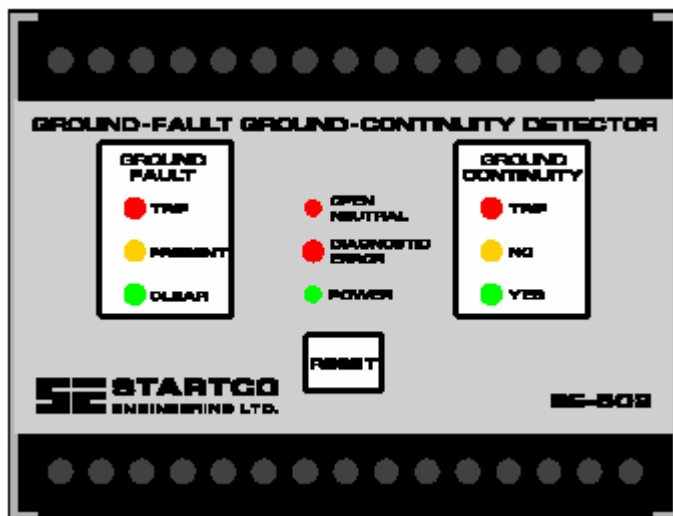 GROUND-FAULT GROUND-CONTINUITY DETECTOR
GROUND
FAULT
TRIP
PRESENT
CLEAR
OPEN
NEUTRAL
DIAGNOSTIC
ERROR
POWER
GROUND
CONTINUITY
TRIP
NO
YES
RESET
SE STARTCO
ENGINEERING LTD.